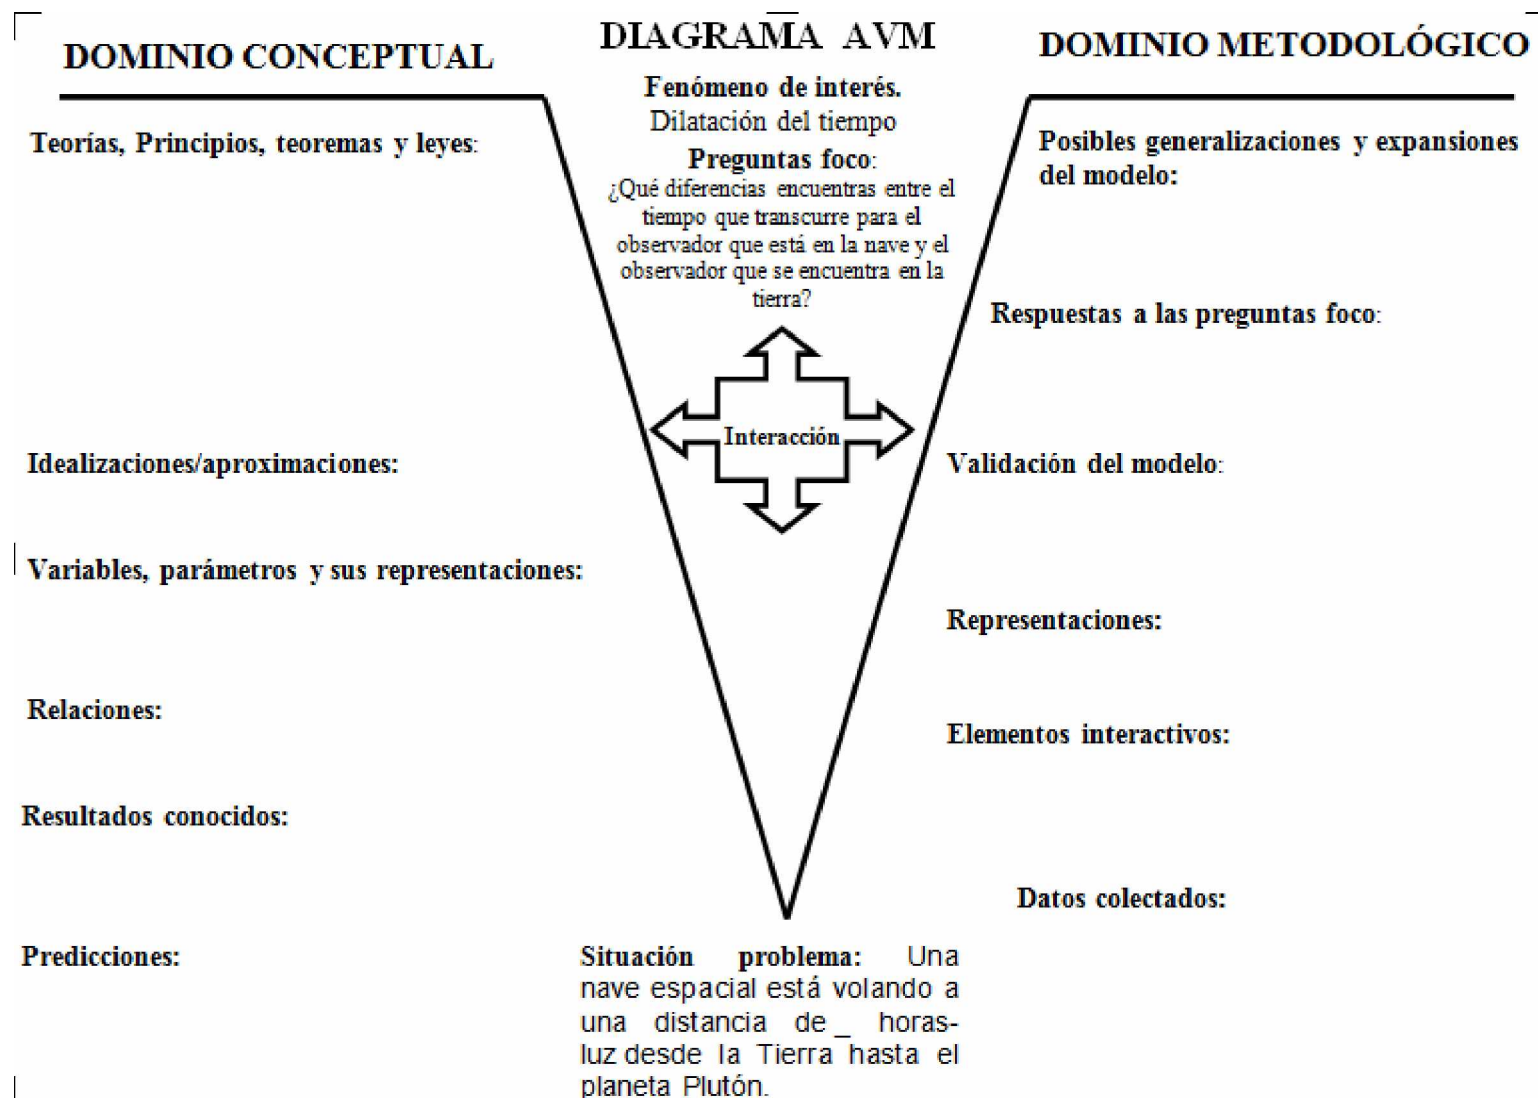 DIAGRAMA AVM
DOMINIO CONCEPTUAL
Teorías, Principios, teoremas y leyes:
Idealizaciones/aproximaciones:
Variables, parámetros y sus representaciones:
Relaciones:
Resultados conocidos:
Predicciones:
Fenómeno de interés.
Dilatación del tiempo
Preguntas foco:
¿Qué diferencias encuentras entre el
tiempo que transcurre para el
observador que está en la nave y el
observador que se encuentra en la
tierra?
Interacción
Situación problema: Una
nave espacial está volando a
una distancia de _ horas-
luz desde la Tierra hasta el
planeta Plutón.
DOMINIO METODOLÓGICO
Posibles generalizaciones y expansiones
del modelo:
Respuestas a las preguntas foco:
Validación del modelo:
Representaciones:
Elementos interactivos:
Datos colectados: